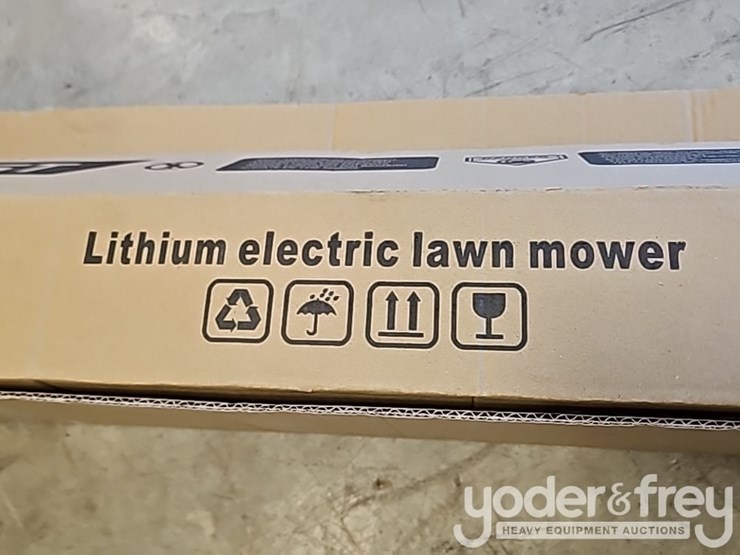 Lithium electric lawn mower
yoder&frey
HEAVY EQUIPMENT AUCTIONS